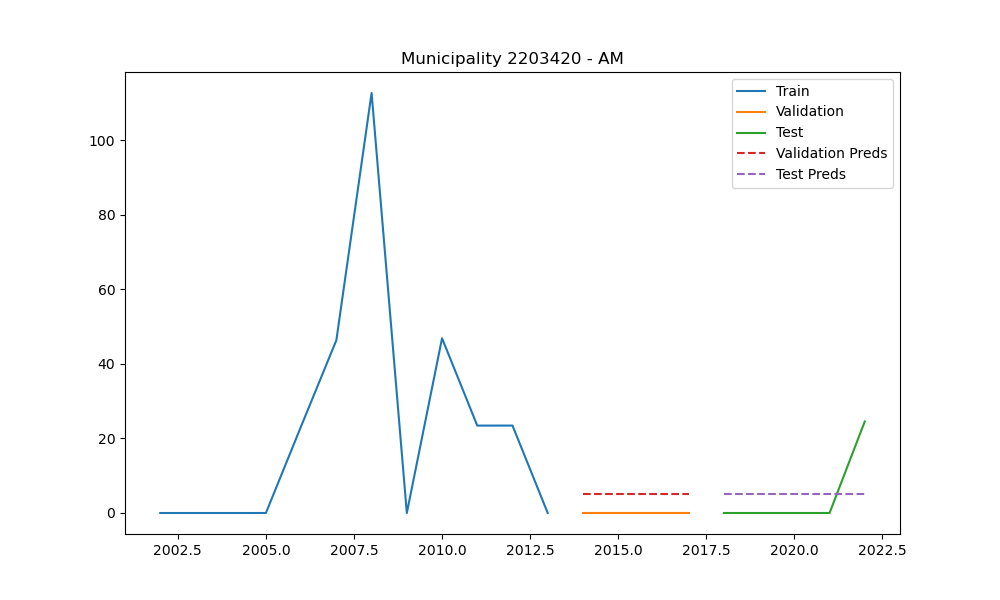 Municipality 2203420 - AM
Train
Validation
Test
Validation Preds
Test Preds
100
80
60
40
20
0
2002.5 2005.0 2007.5 2010.0 2012.5 2015.0 2017.5 2020.0 2022.5